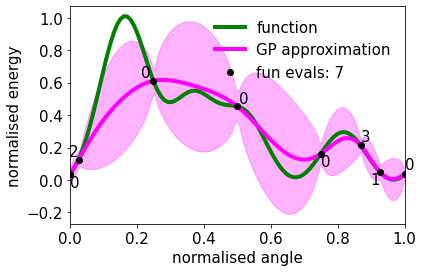 function
GP approximation
fun evals: 7
1.0
0.8
0.6
0.4
0.2
0.0
−0.2
normalised energy
0
2
0
0
0
3
1
0
0.0 0.2 0.4 0.6 0.8 1.0
normalised angle